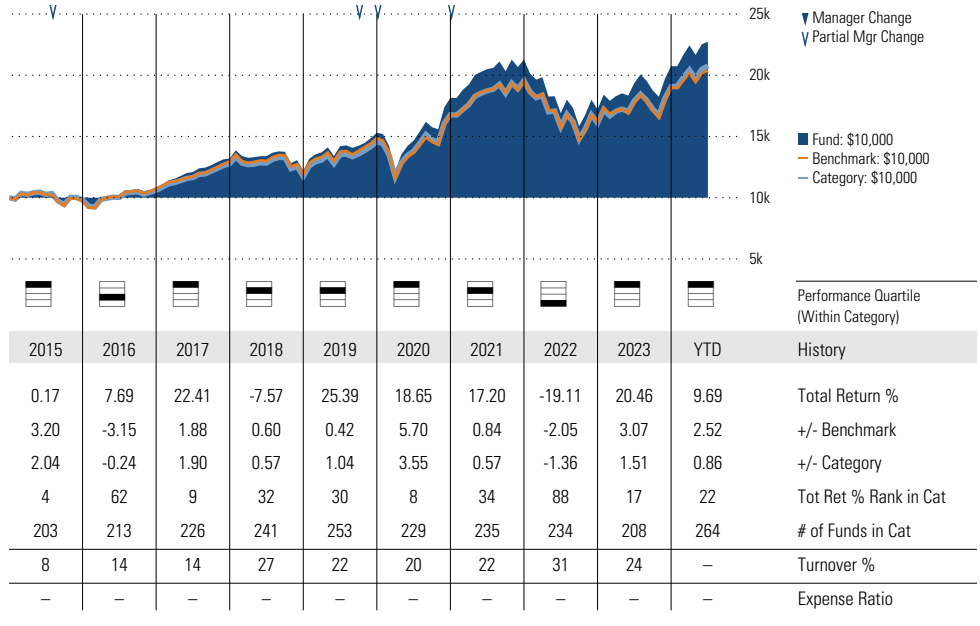 25k
20k
15k
10k
5k
Manager Change
Partial Mgr Change
Fund: $10,000
Benchmark: $10,000
Category: $10,000
Performance Quartile
(Within Category)
2015 2016 2017 2018 2019 2020 2021 2022 2023 YTD History
0.17 7.69 22.41 -7.57 25.39 18.65 17.20 -19.11 20.46 9.69 Total Return %
3.20 -3.15 1.88 0.60 0.42 5.70 0.84 -2.05 3.07 2.52 +/- Benchmark
2.04 -0.24 1.90 0.57 1.04 3.55 0.57 -1.36 1.51 0.86 +/- Category
4 62 9 32 30 8 34 88 17 22 Tot Ret % Rank in Cat
203 213 226 241 253 229 235 234 208 264 # of Funds in Cat
8 14 14 27 22 20 22 31 24 – Turnover %
– – – – – – – – – – Expense Ratio